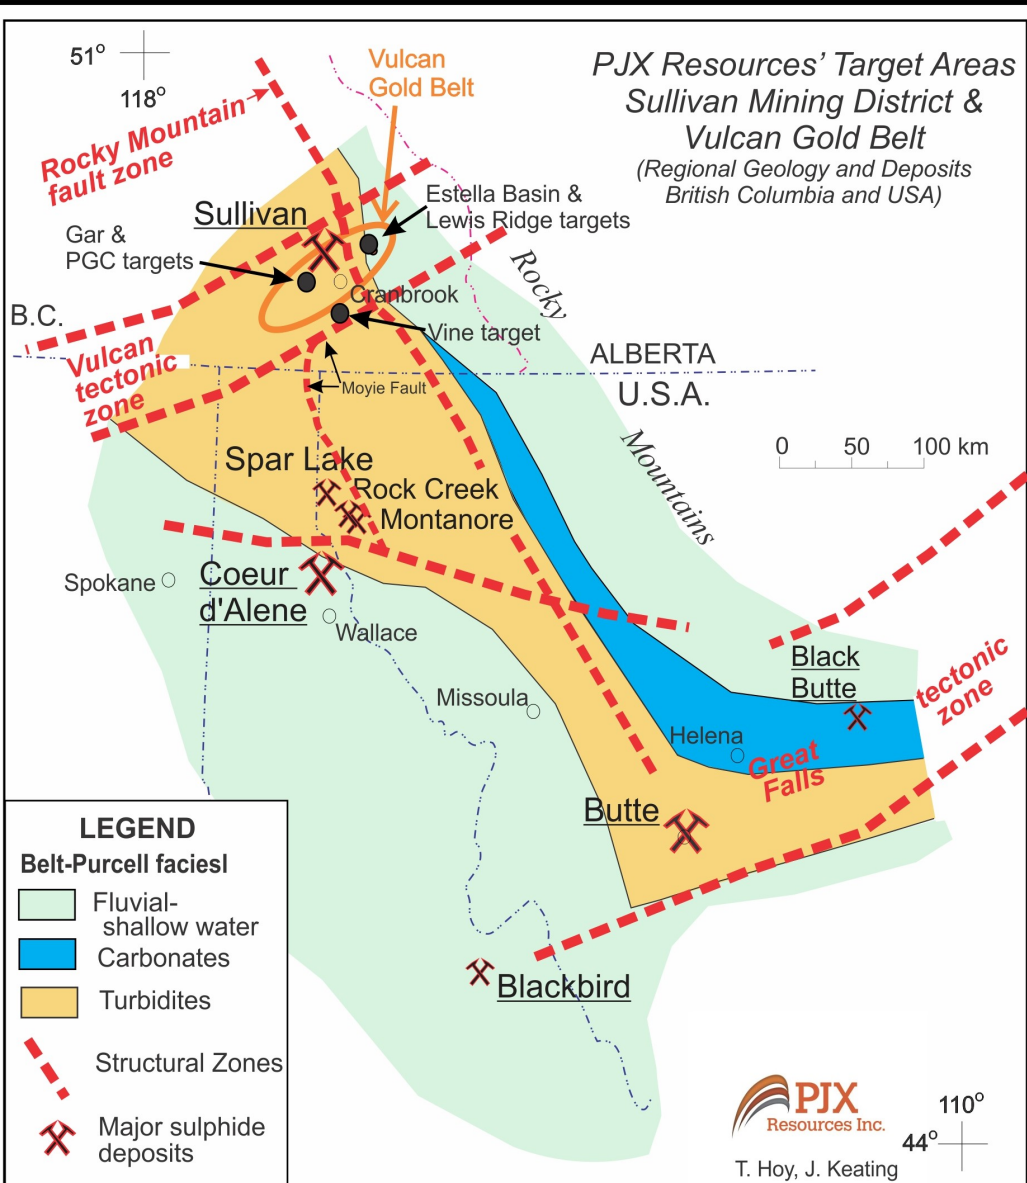 51°
118°
Vulcan
Gold Belt
PJX Resources' Target Areas
Sullivan Mining District &
Vulcan Gold Belt
(Regional Geology and Deposits
British Columbia and USA)
Rocky Mountain
fault zone
Sullivan
Estella Basin &
Lewis Ridge targets
Gar &
PGC targets
Cranbrook
Rocky
B.C.
Vine target
Vulcan
tectonic
zone
Moyie Fault
ALBERTA
U.S.A.
Mountains
0 50 100 km
Spar Lake
Rock Creek
Montanore
Spokane
Coeur
d'Alene
Wallace
Black
Butte
tectonic
zone
Missoula
Helena
Great
Falls
Butte
Blackbird
LEGEND
Belt-Purcell faciesl
Fluvial-
shallow water
Carbonates
Turbidites
Structural Zones
Major sulphide
deposits
PJX
Resources Inc.
110°
44°
T. Hoy, J. Keating